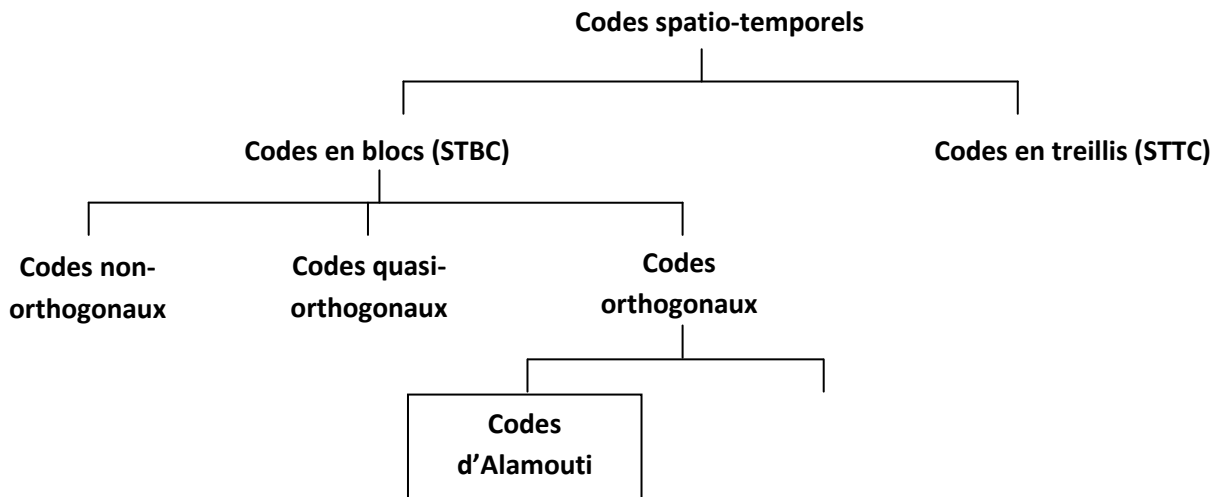 Codes spatio-temporels
Codes en blocs (STBC)
Codes en treillis (STTC)
Codes non-
orthogonaux
Codes quasi-
orthogonaux
Codes
orthogonaux
Codes
d’Alamouti